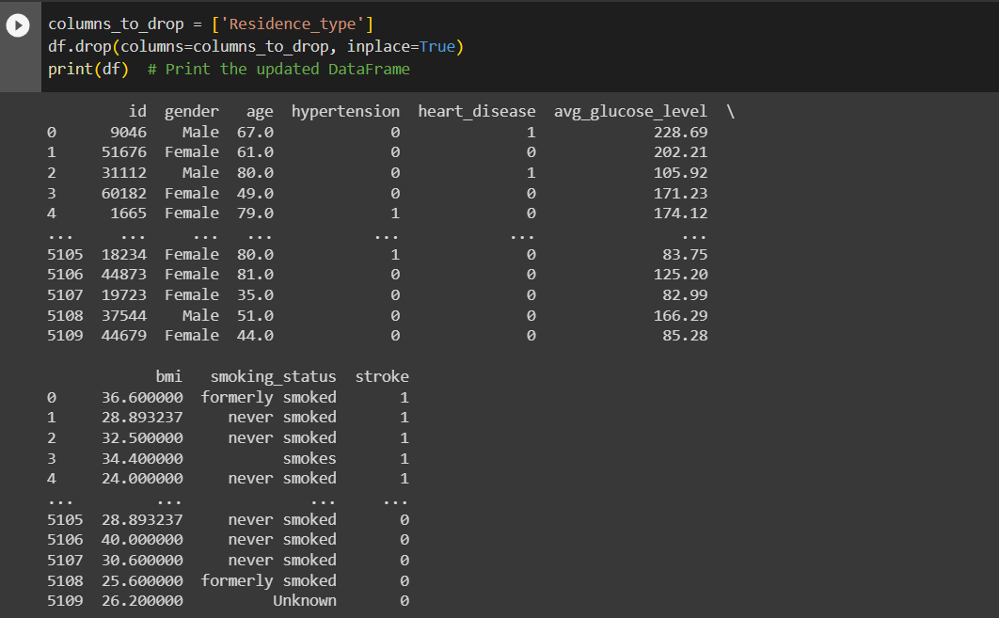 columns_to_drop = ['Residence_type']
df.drop(columns=columns_to_drop, inplace=True)
print(df)  # Print the updated DataFrame
         id  gender   age  hypertension  heart_disease  avg_glucose_level  \
0      9046    Male  67.0             0              1             228.69
1     51676  Female  61.0             0              0             202.21
2     31112    Male  80.0             0              1             105.92
3     60182  Female  49.0             0              0             171.23
4      1665  Female  79.0             1              0             174.12
...     ...     ...   ...           ...            ...                ...
5105  18234  Female  80.0             1              0              83.75
5106  44873  Female  81.0             0              0             125.20
5107  19723  Female  35.0             0              0              82.99
5108  37544    Male  51.0             0              0             166.29
5109  44679  Female  44.0             0              0              85.28
            bmi   smoking_status  stroke
0     36.600000  formerly smoked       1
1     28.893237     never smoked       1
2     32.500000     never smoked       1
3     34.400000           smokes       1
4     24.000000     never smoked       1
...         ...              ...     ...
5105  28.893237     never smoked       0
5106  40.000000     never smoked       0
5107  30.600000     never smoked       0
5108  25.600000  formerly smoked       0
5109  26.200000          Unknown       0